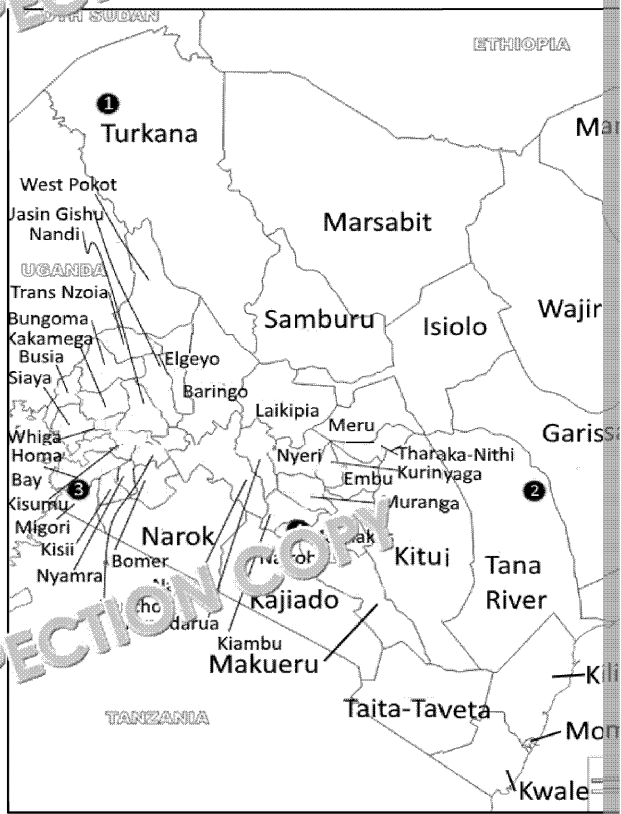 ETHIOPIA
1
Turkana
West Pokot
Jasin Gishu
Nandi
Marsabit
UGANDA
Trans Nzoia
Bungoma
Kakamega
Busia
Siaya
Samburu
Isiolo
Wajir
Elgeyo
Baringo
Laikipia
Meru
Whiga
Homa
Bay
Nyeri
Tharaka-Nithi
Kurinyaga
Embu
Muranga
2
3
Kisumu
Migori
Kisii
Nyamra
Bomer
Narok
Kitui
Tana
River
Kajiado
Kiambu
Makueru
Taita-Taveta
TANZANIA
Kwale
ECTION COPY